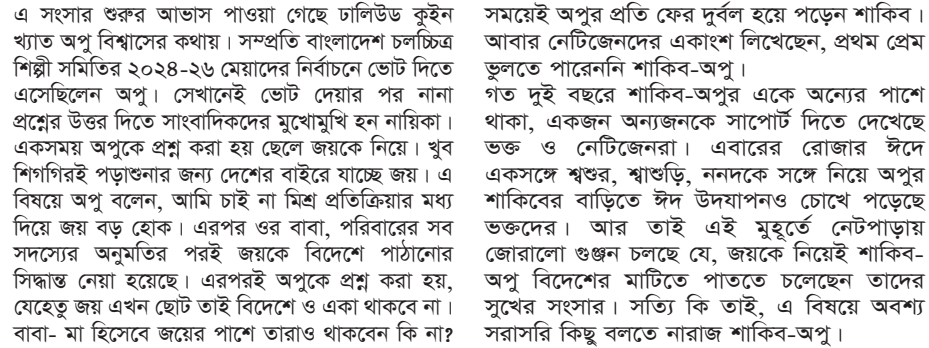 এ সংসার শুরুর আভাস পাওয়া গেছে ঢালিউড কুইন
খ্যাত অপু বিশ্বাসের কথায়। সম্প্রতি বাংলাদেশ চলচ্চিত্র
শিল্পী সমিতির ২০২৪-২৬ মেয়াদের নির্বাচনে ভোট দিতে
এসেছিলেন অপু। সেখানেই ভোট দেয়ার পর নানা
প্রশ্নের উত্তর দিতে সাংবাদিকদের মুখোমুখি হন নায়িকা।
একসময় অপুকে প্রশ্ন করা হয় ছেলে জয়কে নিয়ে। খুব
শিগগিরই পড়াশুনার জন্য দেশের বাইরে যাচ্ছে জয়। এ
বিষয়ে অপু বলেন, আমি চাই না মিশ্র প্রতিক্রিয়ার মধ্য
দিয়ে জয় বড় হোক। এরপর ওর বাবা, পরিবারের সব
সদস্যের অনুমতির পরই জয়কে বিদেশে পাঠানোর
সিদ্ধান্ত নেয়া হয়েছে। এরপরই অপুকে প্রশ্ন করা হয়,
যেহেতু জয় এখন ছোট তাই বিদেশে ও একা থাকবে না।
বাবা- মা হিসেবে জয়ের পাশে তারাও থাকবেন কি না?
সময়েই অপুর প্রতি ফের দুর্বল হয়ে পড়েন শাকিব।
আবার নেটিজেনদের একাংশ লিখেছেন, প্রথম প্রেম
ভুলতে পারেননি শাকিব-অপু।
গত দুই বছরে শাকিব-অপুর একে অন্যের পাশে
থাকা, একজন অন্যজনকে সাপোর্ট দিতে দেখেছে
ভক্ত ও নেটিজেনরা। এবারের রোজার ঈদে
একসঙ্গে শ্বশুর, শ্বাশুড়ি, ননদকে সঙ্গে নিয়ে অপুর
শাকিবের বাড়িতে ঈদ উদযাপনও চোখে পড়েছে
ভক্তদের। আর তাই এই মুহূর্তে নেটপাড়ায়
জোরালো গুঞ্জন চলছে যে, জয়কে নিয়েই শাকিব-
অপু বিদেশের মাটিতে পাততে চলেছেন তাদের
সুখের সংসার। সত্যি কি তাই, এ বিষয়ে অবশ্য
সরাসরি কিছু বলতে নারাজ শাকিব-অপু।